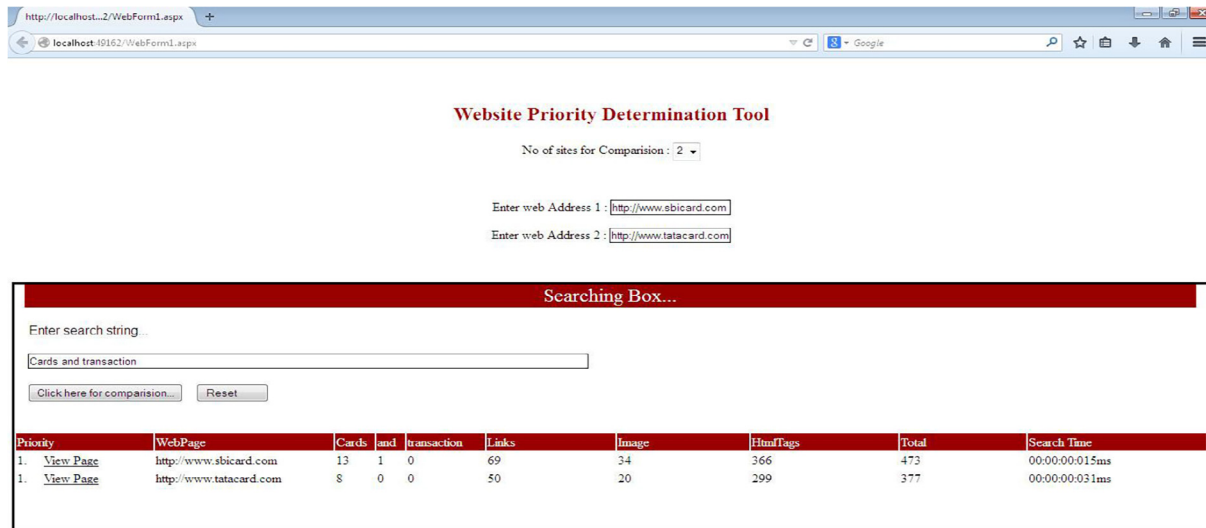 http://localhost...2/WebForm1.aspx +
localhost:49162/WebForm1.aspx 8 Google
Website Priority Determination Tool
No of sites for Comparision : 2
Enter web Address 1 : http://www.sbicard.com
Enter web Address 2 : http://www.tatacard.com
Searching Box...
Enter search string...
Cards and transaction
Click here for comparision... Reset
Priority WebPage Cards and transaction Links Image HtmlTags Total Search Time
1. View Page http://www.sbicard.com 13 1 0 69 34 366 473 00:00:00:015ms
1. View Page http://www.tatacard.com 8 0 0 50 20 299 377 00:00:00:031ms